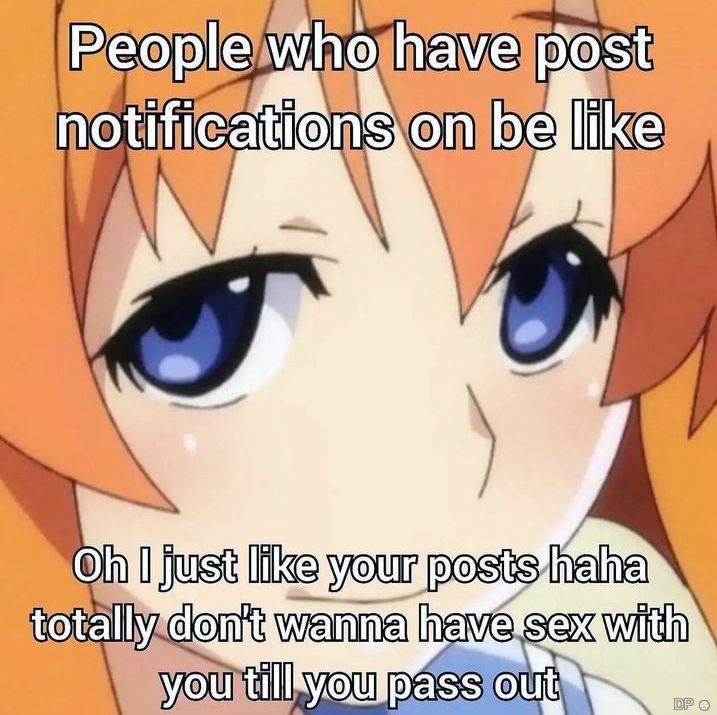 People who have post
notifications on be like
Oh I just like your posts haha
totally don't wanna have sex with
you till you pass out
DP